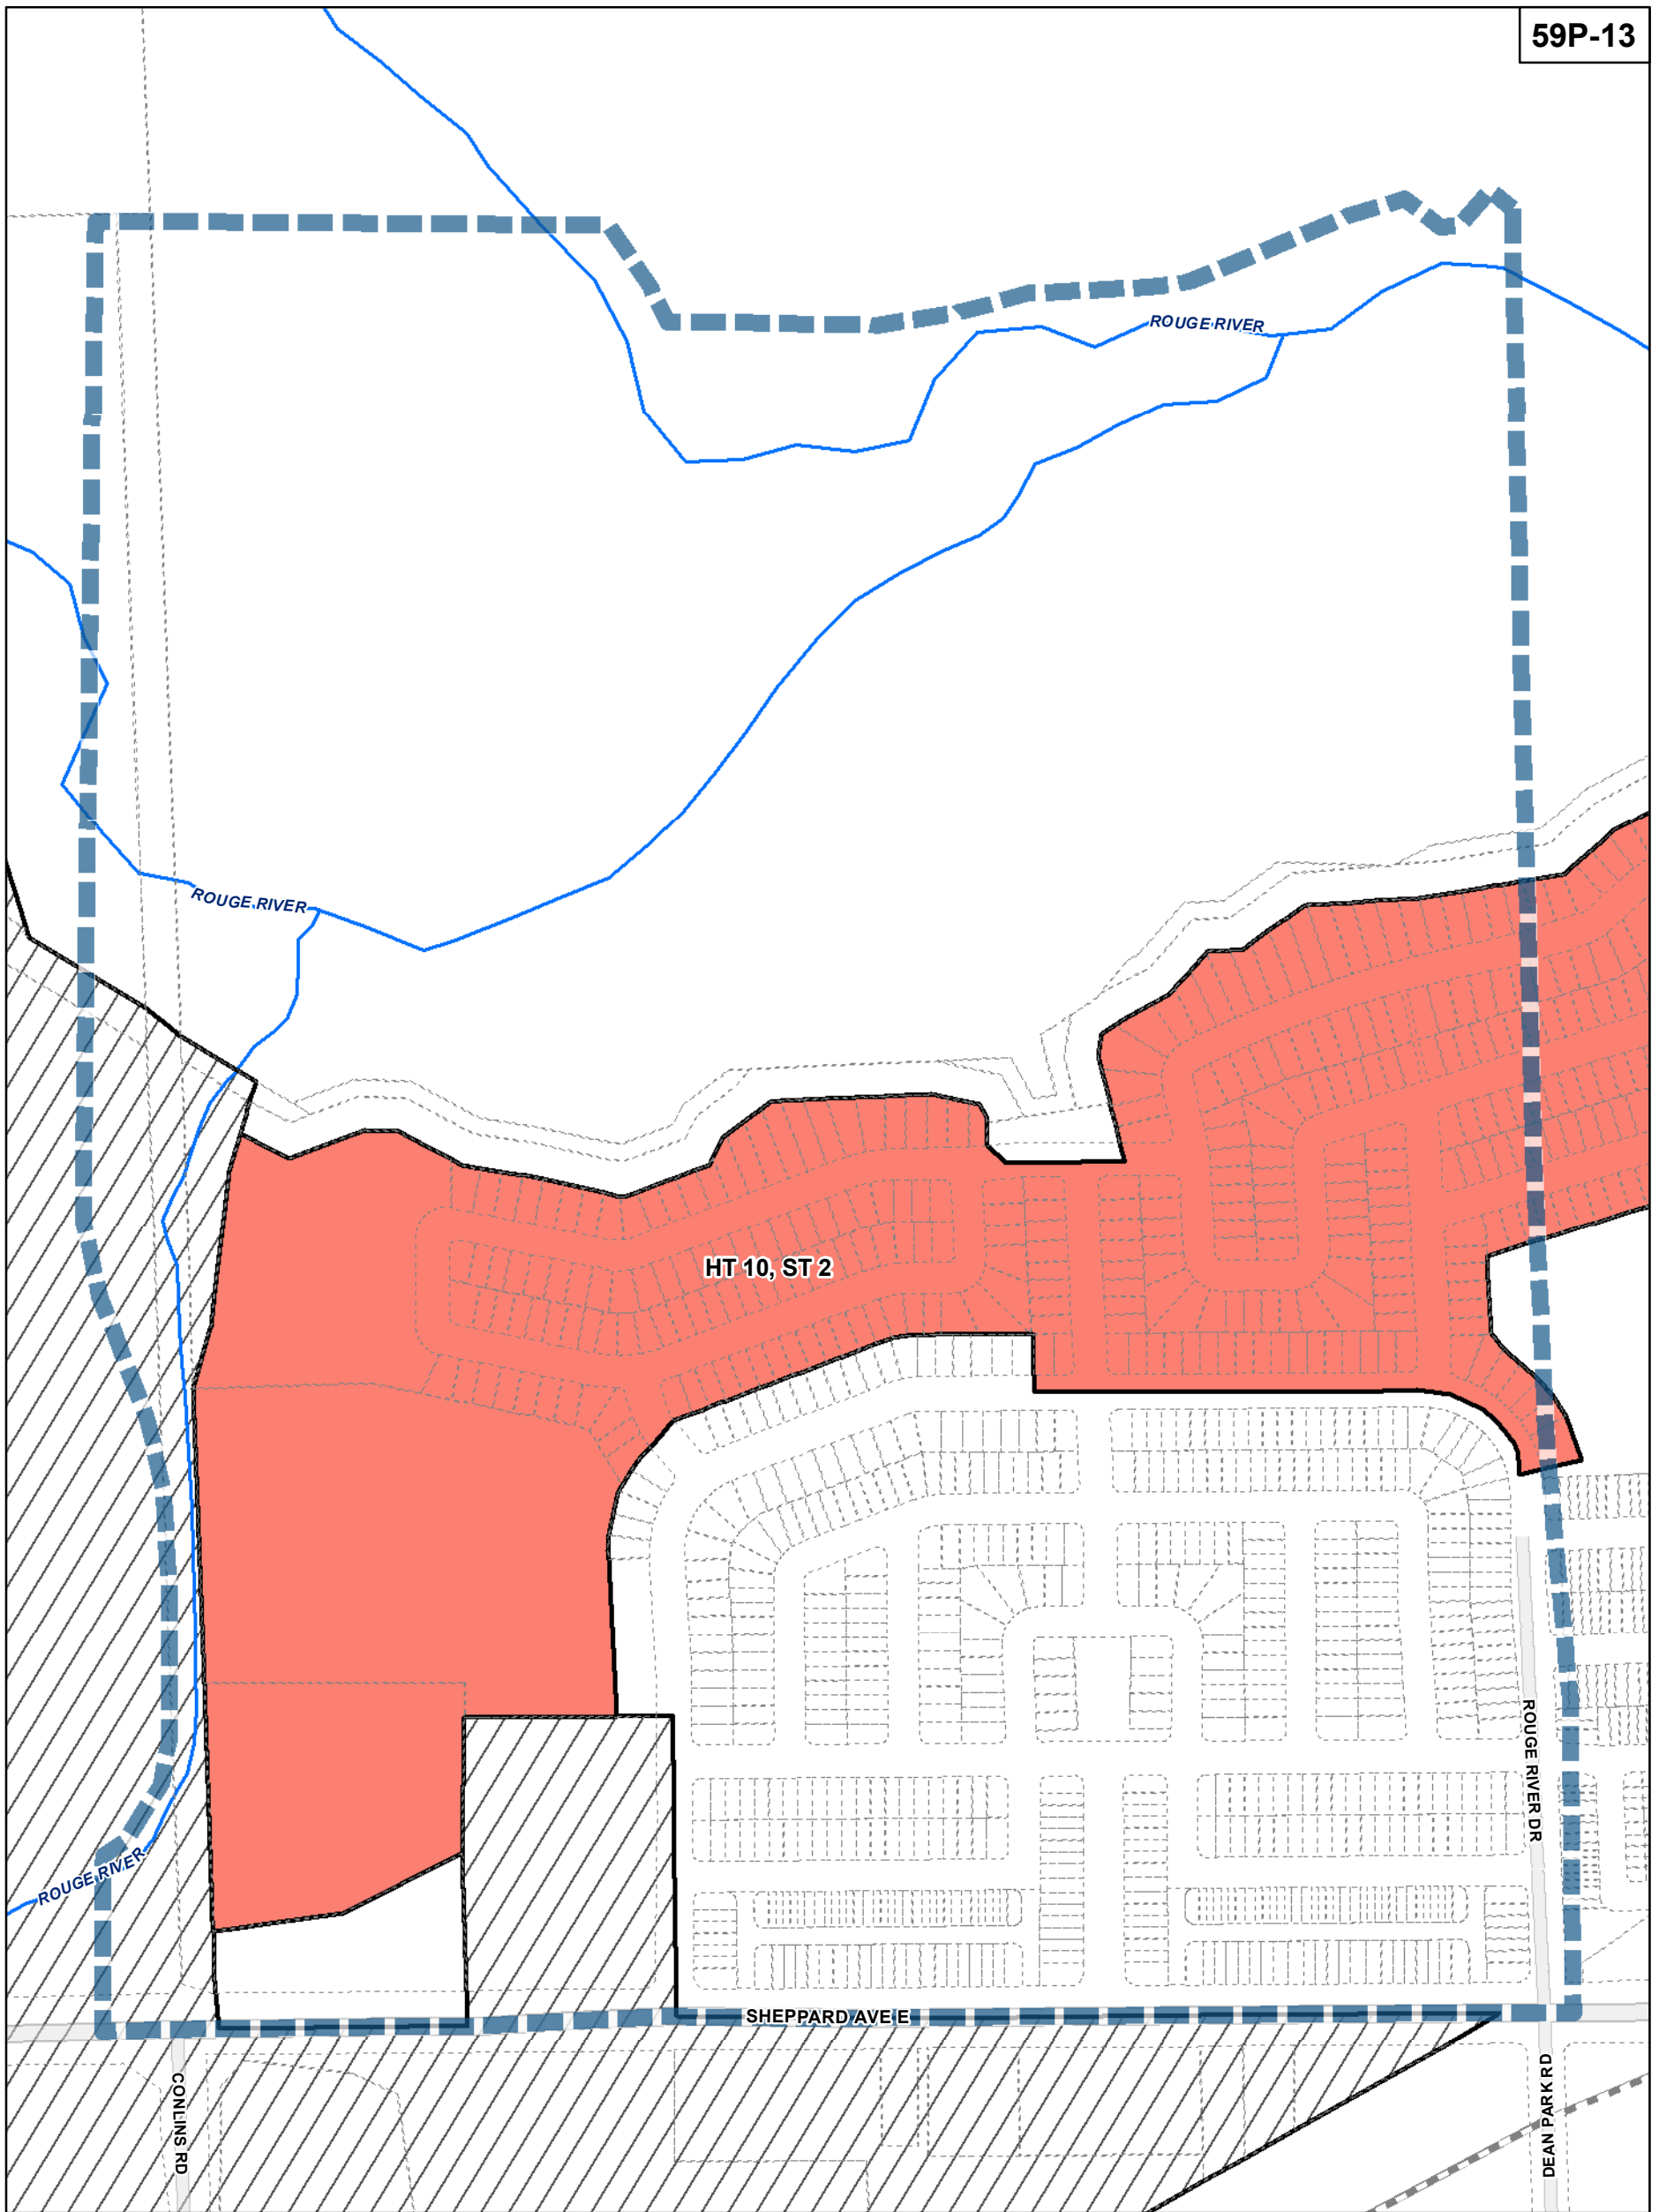 59P-13
ROUGE RIVER
ROUGE RIVER
HT 10, ST 2
ROUGE RIVER DR
ROUGE RIVER
SHEPPARD AVE E
CONLINS RD
DEAN PARK RD